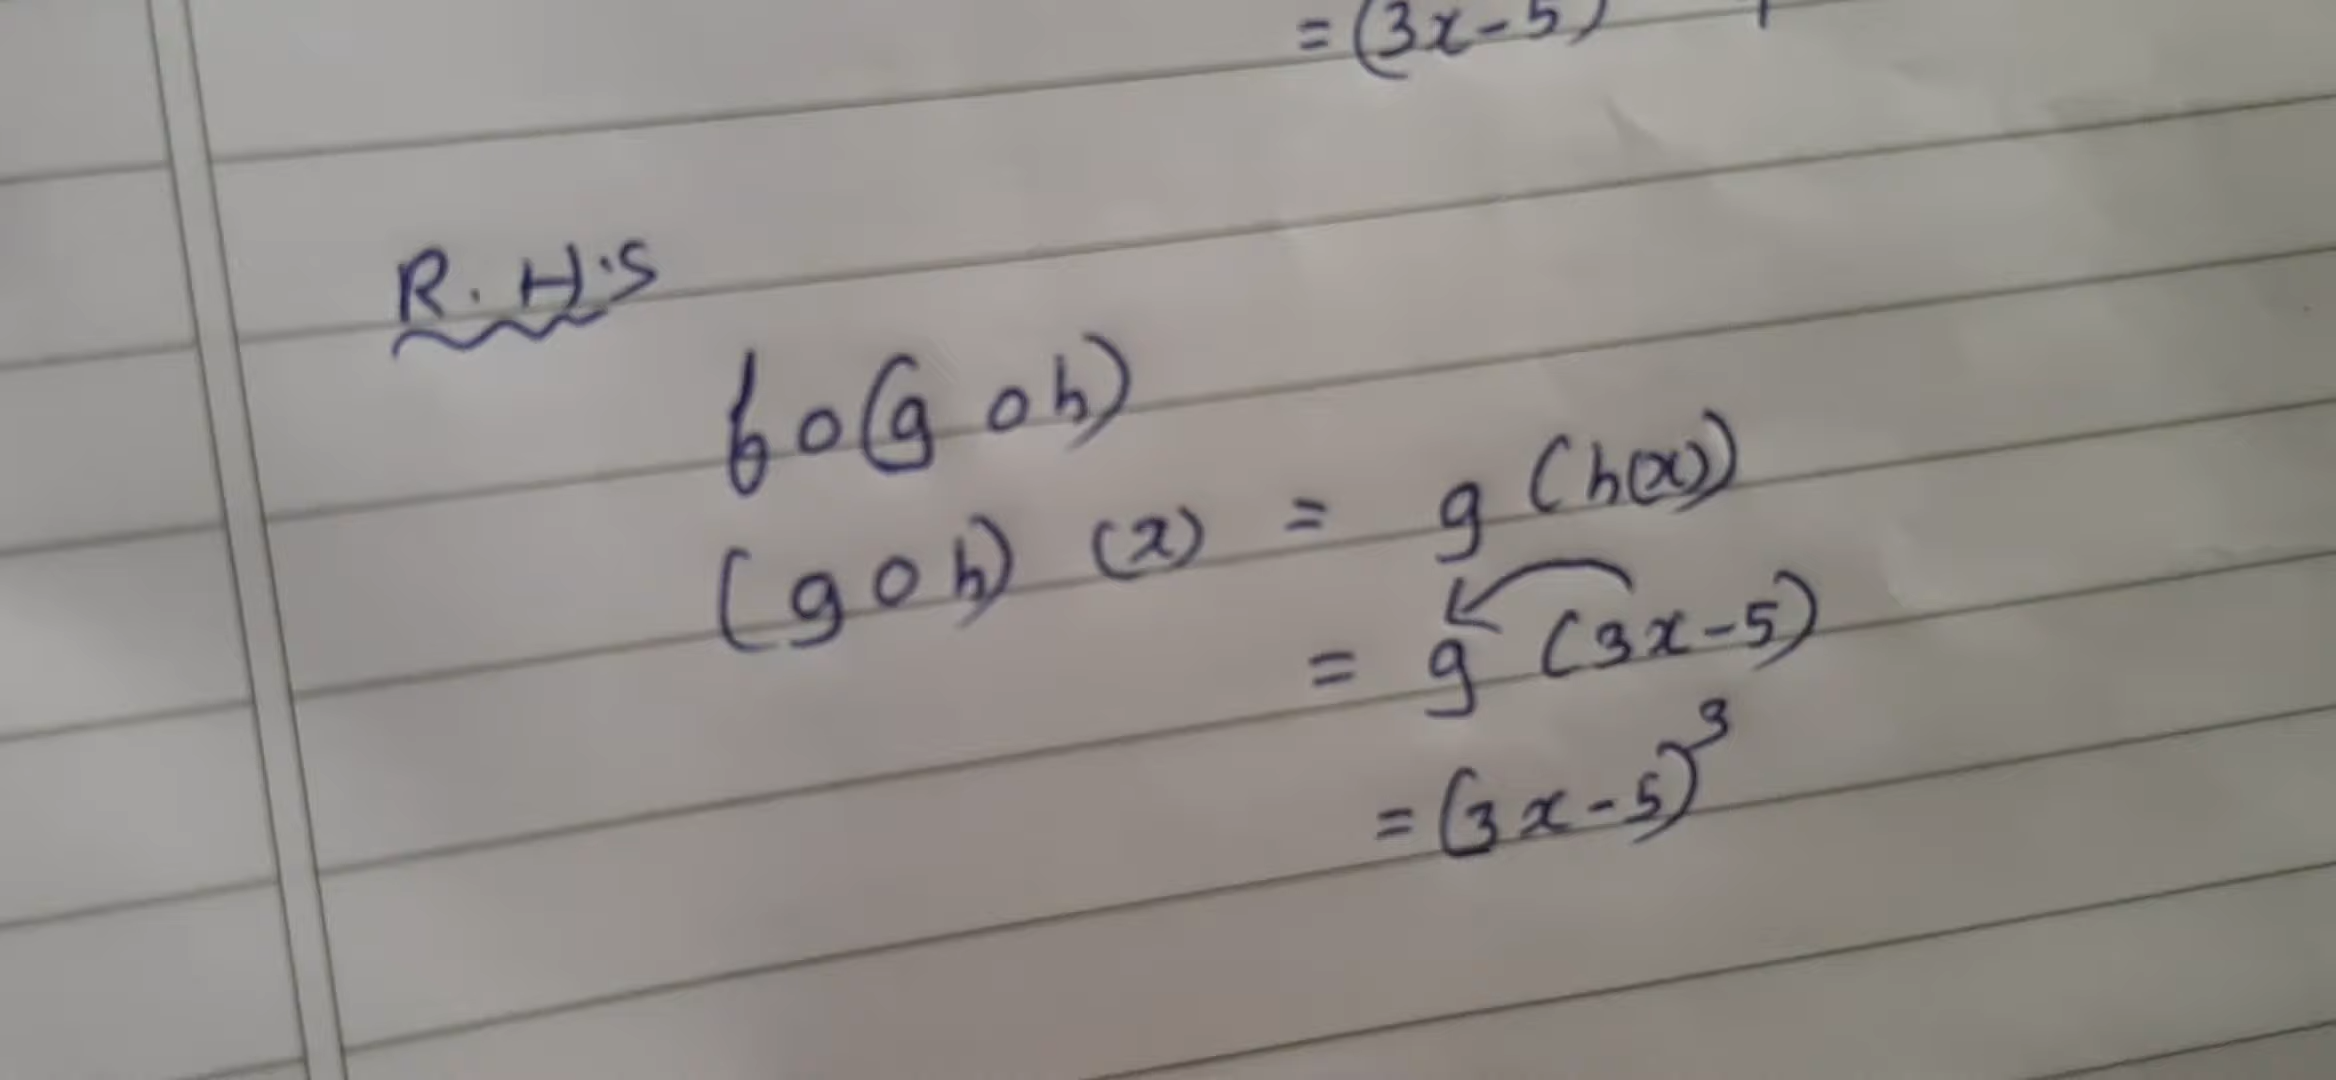 = (3x-5)
R.H.S
fo(goh)
(goh) (x) = g (h(x))
= g (3x-5)
= (3x-5)³